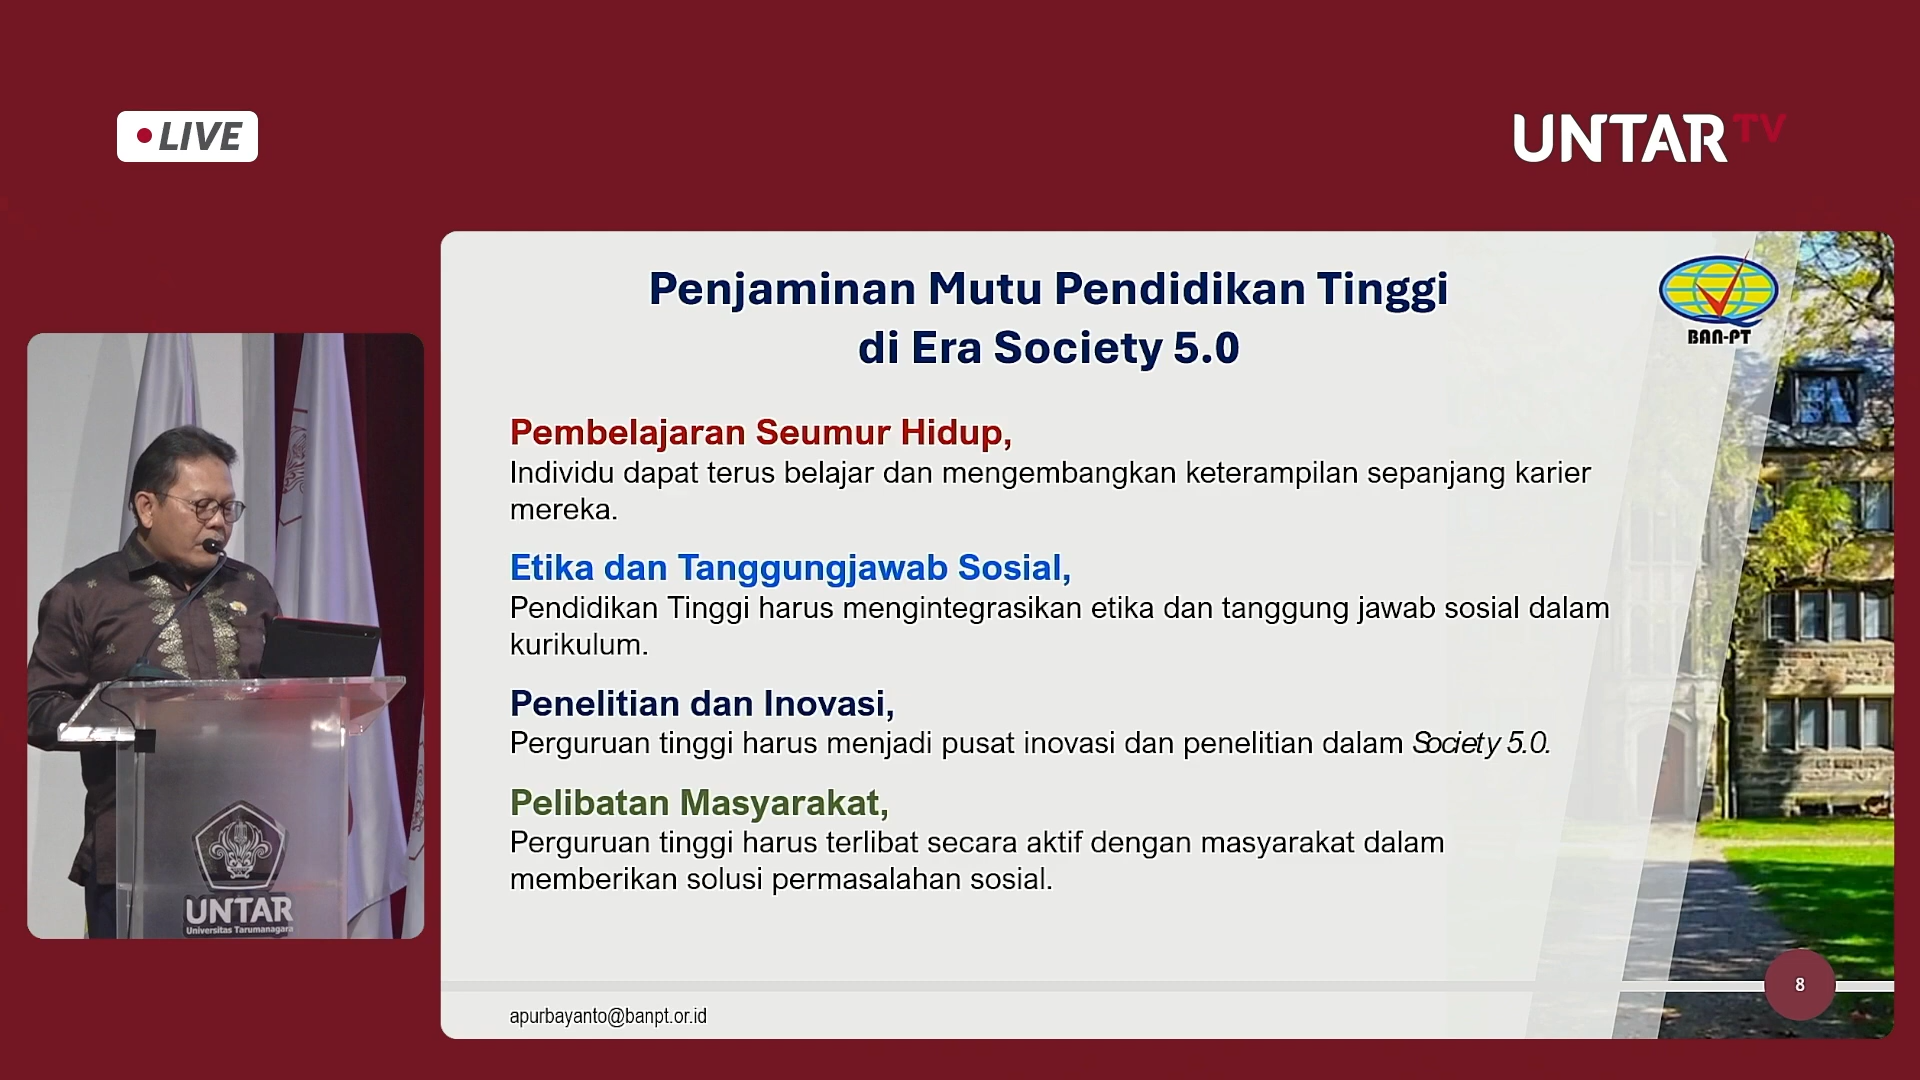 LIVE
UNTAR TV
Penjaminan Mutu Pendidikan Tinggi
di Era Society 5.0
BAN-PT
Pembelajaran Seumur Hidup,
Individu dapat terus belajar dan mengembangkan keterampilan sepanjang karier
mereka.
Etika dan Tanggungjawab Sosial,
Pendidikan Tinggi harus mengintegrasikan etika dan tanggung jawab sosial dalam
kurikulum.
Penelitian dan Inovasi,
Perguruan tinggi harus menjadi pusat inovasi dan penelitian dalam Society 5.0.
Pelibatan Masyarakat,
Perguruan tinggi harus terlibat secara aktif dengan masyarakat dalam
memberikan solusi permasalahan sosial.
apurbayanto@banpt.or.id
8
UNTAR
Universitas Tarumanagara